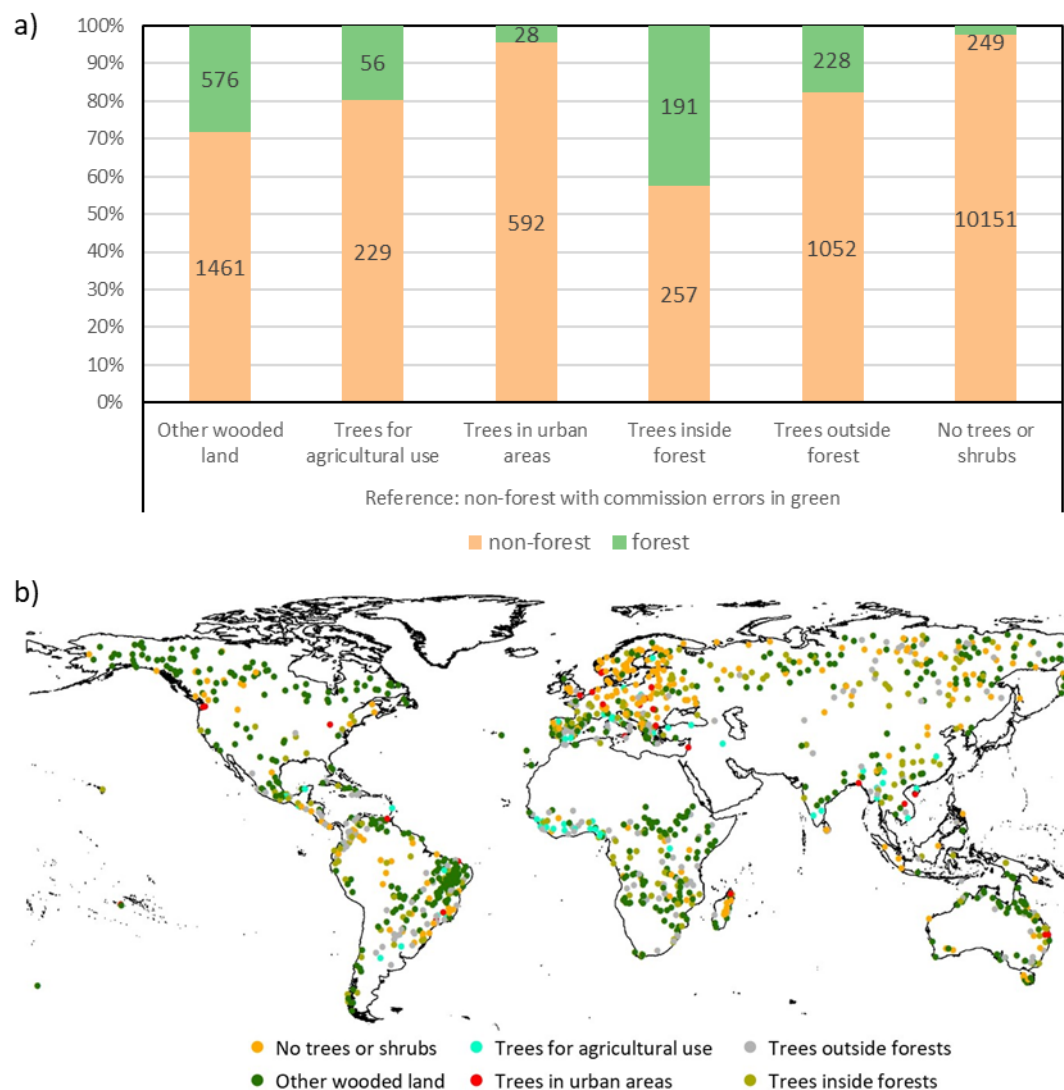 a)
100%
90%
80%
70%
60%
50%
40%
30%
20%
10%
0%
576
56
28
191
228
249
1461
229
592
257
1052
10151
Other wooded
land
Trees for
agricultural use
Trees in urban
areas
Trees inside
forest
Trees outside
forest
No trees or
shrubs
Reference: non-forest with commission errors in green
non-forest forest
b)
No trees or shrubs Trees for agricultural use Trees outside forests
Other wooded land Trees in urban areas Trees inside forests